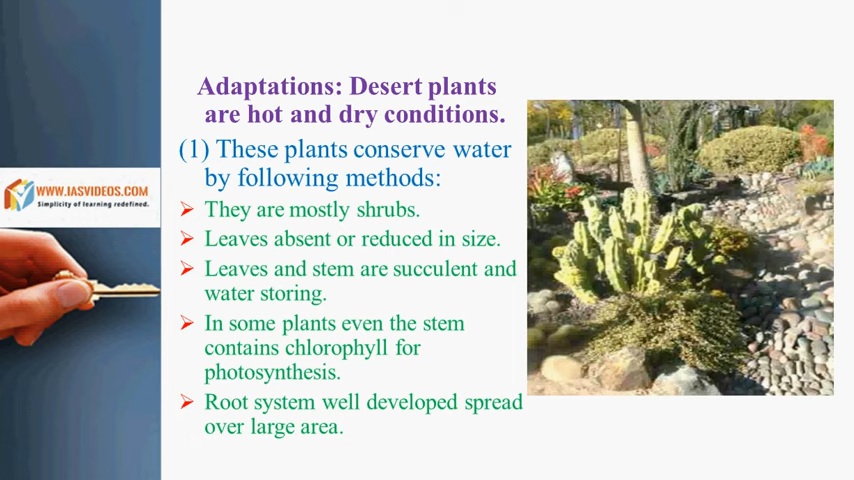 Adaptations: Desert plants
are hot and dry conditions.
(1) These plants conserve water
by following methods:
They are mostly shrubs.
Leaves absent or reduced in size.
Leaves and stem are succulent and
water storing.
In some plants even the stem
contains chlorophyll for
photosynthesis.
Root system well developed spread
over large area.
WWW.IASVIDEOS.COM
Simplicity of learning redefined.